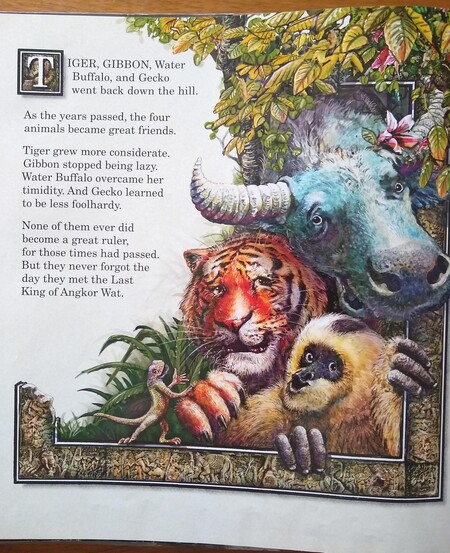 TIGER, GIBBON, Water
Buffalo, and Gecko
went back down the hill.
As the years passed, the four
animals became great friends.
Tiger grew more considerate.
Gibbon stopped being lazy.
Water Buffalo overcame her
timidity. And Gecko learned
to be less foolhardy.
None of them ever did
become a great ruler,
for those times had passed.
But they never forgot the
day they met the Last
King of Angkor Wat.